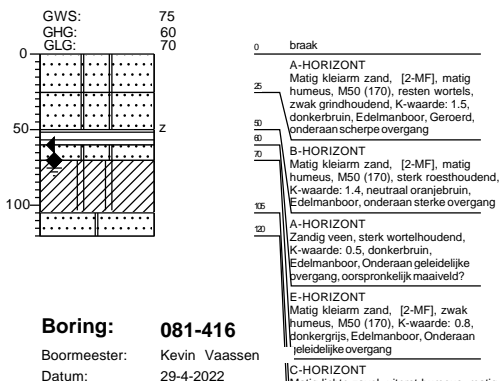 GWS: 75
GHG: 60
GLG: 70
0
50
100
z
0 braak
A-HORIZONT
25
Matig kleiarm zand, [2-MF], matig
humeus, M50 (170), resten wortels,
zwak grindhoudend, K-waarde: 1.5,
donkerbruin, Edelmanboor, Geroerd,
onderaan scherpe overgang
50
60
70
B-HORIZONT
Matig kleiarm zand, [2-MF], matig
humeus, M50 (170), sterk roesthoudend,
K-waarde: 1.4, neutraal oranjebruin,
Edelmanboor, onderaan sterke overgang
105
120
A-HORIZONT
Zandig veen, sterk wortelhoudend,
K-waarde: 0.5, donkerbruin,
Edelmanboor, Onderaan geleidelijke
overgang, oorspronkelijk maaiveld?
E-HORIZONT
Matig kleiarm zand, [2-MF], zwak
humeus, M50 (170), K-waarde: 0.8,
donkergrijs, Edelmanboor, Onderaan
geleidelijke overgang
C-HORIZONT
Boring: 081-416
Boormeester: Kevin Vaassen
Datum: 29-4-2022